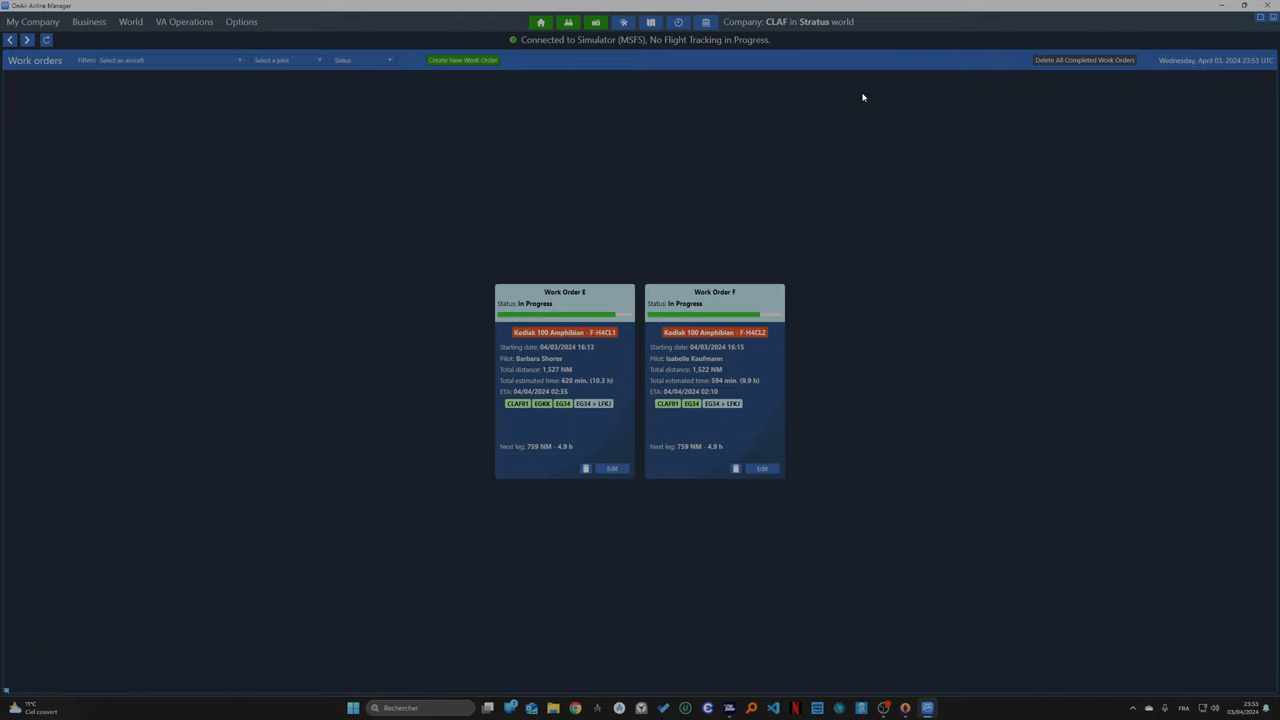 OnAir Airline Manager
My Company Business World VA Operations Options Company: CLAF in Stratus world
Connected to Simulator (MSFS), No Flight Tracking in Progress.
Work orders Filters: Select an aircraft Select a pilot Status Create New Work Order Delete All Completed Work Orders Wednesday, April 03, 2024 23:53 UTC
Work Order E
Status: In Progress
Kodiak 100 Amphibian - F-H4CL1
Starting date: 04/03/2024 16:13
Pilot: Barbara Shores
Total distance: 1,527 NM
Total estimated time: 620 min. (10.3 h)
ETA: 04/04/2024 02:35
CLAF01 EGKK EG34 EG34 > LFKJ
Next leg: 759 NM - 4.9 h
Edit
Work Order F
Status: In Progress
Kodiak 100 Amphibian - F-H4CL2
Starting date: 04/03/2024 16:15
Pilot: Isabelle Kaufmann
Total distance: 1,522 NM
Total estimated time: 594 min. (9.9 h)
ETA: 04/04/2024 02:10
CLAF01 EG34 EG34 > LFKJ
Next leg: 759 NM - 4.9 h
Edit
11°C
Ciel couvert
Rechercher
FRA
23:53
03/04/2024